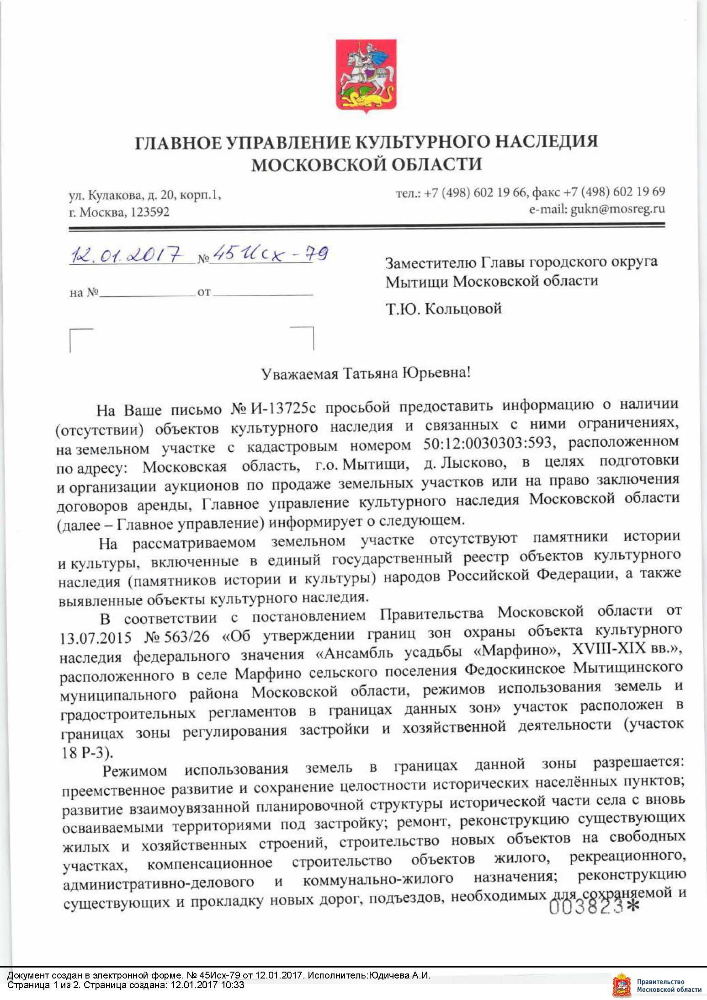 ГЛАВНОЕ УПРАВЛЕНИЕ КУЛЬТУРНОГО НАСЛЕДИЯ
МОСКОВСКОЙ ОБЛАСТИ
ул. Кулакова, д. 20, корп.1,
г. Москва, 123592
тел.: +7 (498) 602 19 66, факс +7 (498) 602 19 69
e-mail: gukn@mosreg.ru
12.01.2017 № 45Исх-79
на № от
Заместителю Главы городского округа
Мытищи Московской области
Т.Ю. Кольцовой
Уважаемая Татьяна Юрьевна!
На Ваше письмо № И-13725с просьбой предоставить информацию о наличии
(отсутствии) объектов культурного наследия и связанных с ними ограничениях,
на земельном участке с кадастровым номером 50:12:0030303:593, расположенном
по адресу: Московская область, г.о. Мытищи, д. Лысково, в целях подготовки
и организации аукционов по продаже земельных участков или на право заключения
договоров аренды, Главное управление культурного наследия Московской области
(далее – Главное управление) информирует о следующем.
На рассматриваемом земельном участке отсутствуют памятники истории
и культуры, включенные в единый государственный реестр объектов культурного
наследия (памятников истории и культуры) народов Российской Федерации, а также
выявленные объекты культурного наследия.
В соответствии с постановлением Правительства Московской области от
13.07.2015 № 563/26 «Об утверждении границ зон охраны объекта культурного
наследия федерального значения «Ансамбль усадьбы «Марфино», XVIII-XIX вв.»,
расположенного в селе Марфино сельского поселения Федоскинское Мытищинского
муниципального района Московской области, режимов использования земель и
градостроительных регламентов в границах данных зон» участок расположен в
границах зоны регулирования застройки и хозяйственной деятельности (участок
18 Р-3).
Режимом использования земель в границах данной зоны разрешается:
преемственное развитие и сохранение целостности исторических населённых пунктов;
развитие взаимоувязанной планировочной структуры исторической части села с вновь
осваиваемыми территориями под застройку; ремонт, реконструкцию существующих
жилых и хозяйственных строений, строительство новых объектов на свободных
участках, компенсационное строительство объектов жилого, рекреационного,
административно-делового и коммунально-жилого назначения; реконструкцию
существующих и прокладку новых дорог, подъездов, необходимых для сохраняемой и
003823*
Документ создан в электронной форме. № 45Исх-79 от 12.01.2017. Исполнитель:Юдичева А.И.
Страница 1 из 2. Страница создана: 12.01.2017 10:33
Правительство
Московской области